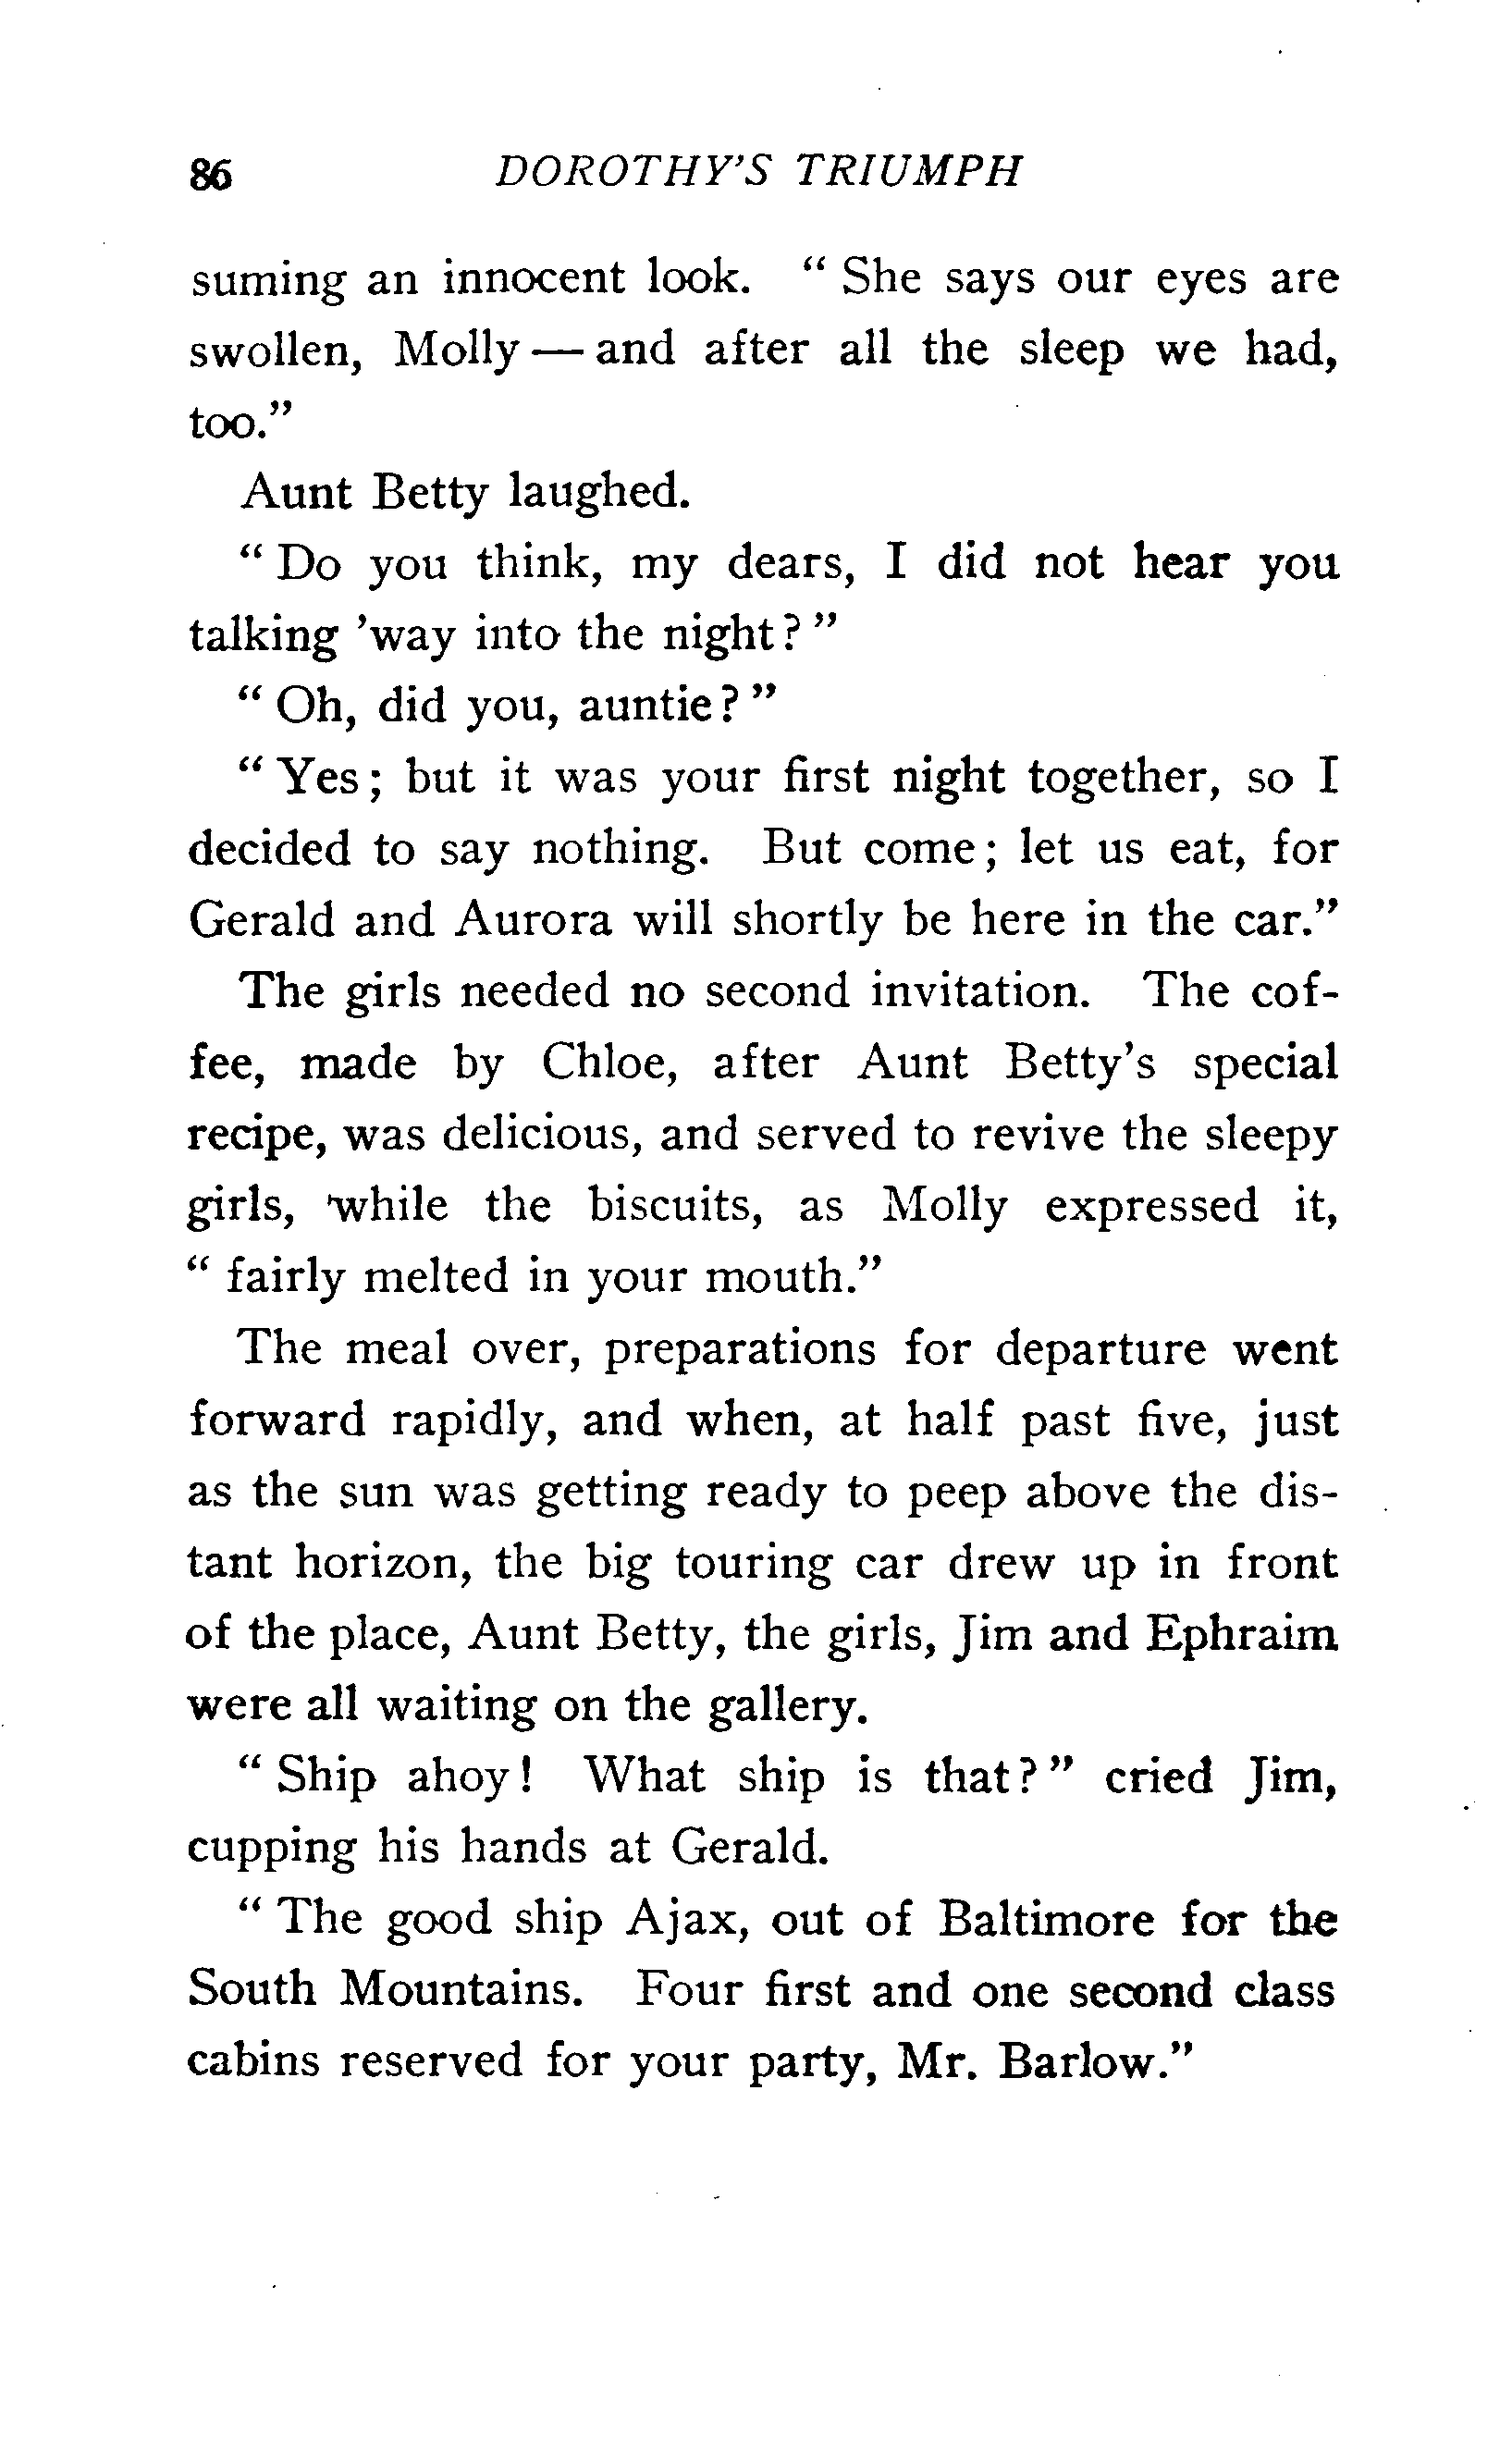 86 DOROTHY'S TRIUMPH
suming an innocent look. " She says our eyes are
swollen, Molly — and after all the sleep we had,
too."
Aunt Betty laughed.
" Do you think, my dears, I did not hear you
talking 'way into the night? "
" Oh, did you, auntie? "
" Yes; but it was your first night together, so I
decided to say nothing. But come; let us eat, for
Gerald and Aurora will shortly be here in the car."
The girls needed no second invitation. The cof-
fee, made by Chloe, after Aunt Betty's special
recipe, was delicious, and served to revive the sleepy
girls, while the biscuits, as Molly expressed it,
" fairly melted in your mouth."
The meal over, preparations for departure went
forward rapidly, and when, at half past five, just
as the sun was getting ready to peep above the dis-
tant horizon, the big touring car drew up in front
of the place, Aunt Betty, the girls, Jim and Ephraim
were all waiting on the gallery.
" Ship ahoy! What ship is that? " cried Jim,
cupping his hands at Gerald.
" The good ship Ajax, out of Baltimore for the
South Mountains. Four first and one second class
cabins reserved for your party, Mr. Barlow."